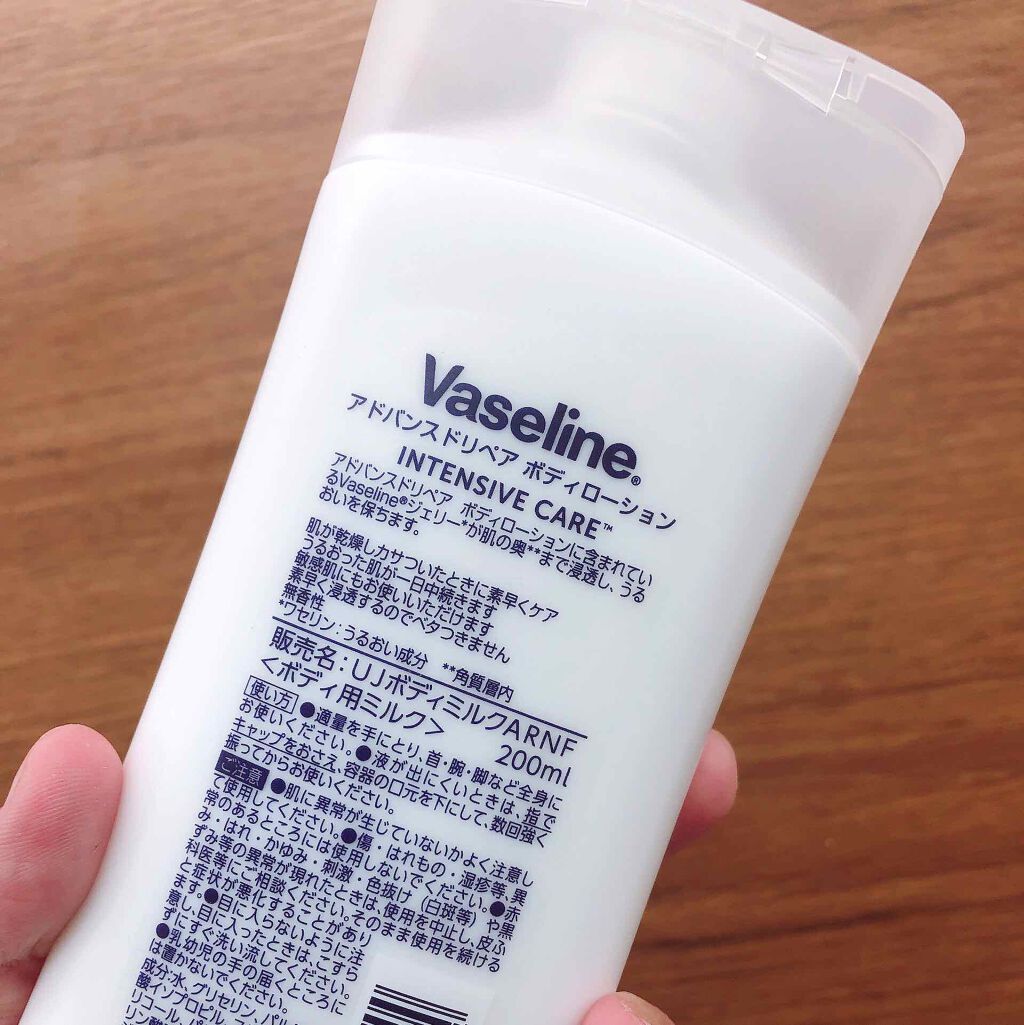 Vaseline®
アドバンスドリペア ボディローション
INTENSIVE CARE™
アドバンスドリペア ボディローションに含まれてい
るVaseline®ジェリー*が肌の奥**まで浸透し、うる
おいを保ちます。
肌が乾燥しカサついたときに素早くケア
うるおった肌が一日中続きます
敏感肌にもお使いいただけます
素早く浸透するのでベタつきません
無香性
*ワセリン：うるおい成分 **角質層内
販売名：UJボディミルクARNF
<ボディ用ミルク> 200ml
使い方 ●適量を手にとり、首・腕・脚など全身に
お使いください。●液が出にくいときは、指で
キャップをおさえ、容器の口元を下にして、数回強く
振ってからお使いください。
ご注意 ●肌に異常が生じていないかよく注意し
て使用してください。●傷・はれもの・湿疹等、異
常のあるところには使用しないでください。●赤
み・はれ・かゆみ・刺激・色抜け（白斑等）や黒
ずみ等の異常が現れたときは、使用を中止し、皮ふ
科医等にご相談ください。そのまま使用を続ける
と症状が悪化することがあり
ます。●目に入らないように注
意し、目に入ったときは、こすら
ずにすぐ洗い流してください。
●乳幼児の手の届くところに
は置かないでください。
成分:水、グリセリン、パル
酸イソプロピル、
リコール、パ
リン酸